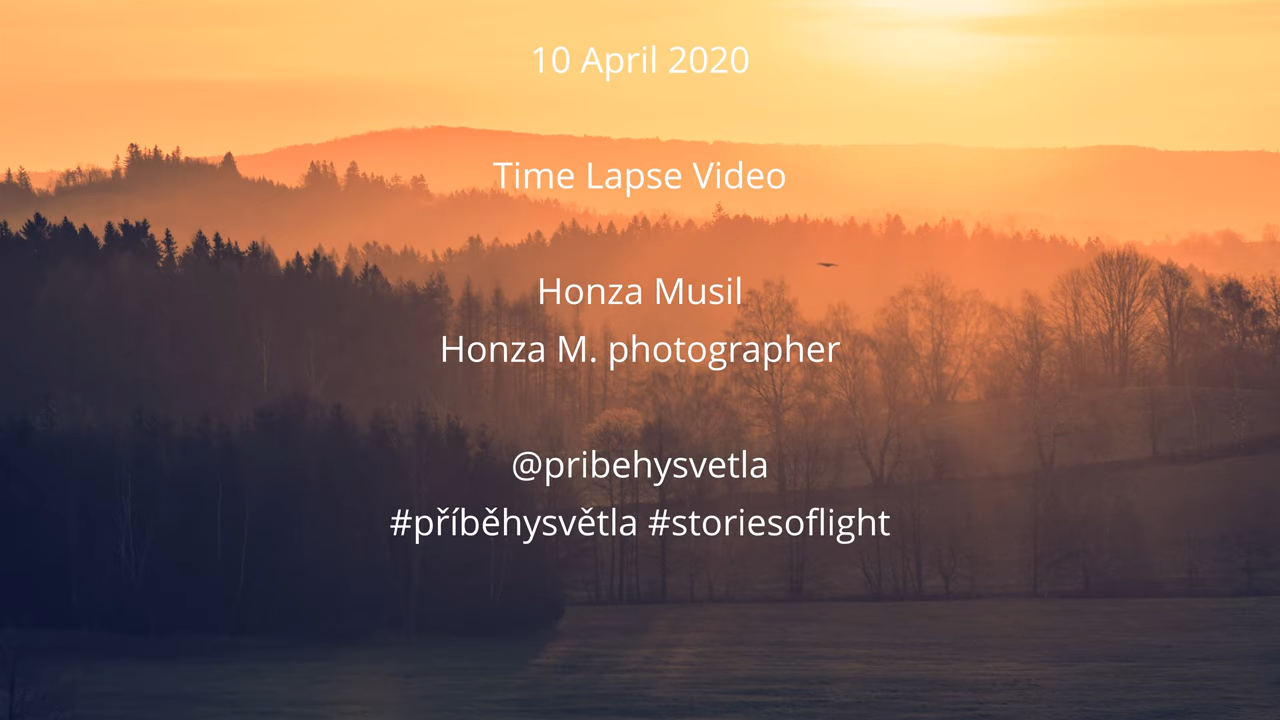 10 April 2020
Time Lapse Video
Honza Musil
Honza M. photographer
@pribehysvetla
#příběhysvětla #storiesoflight